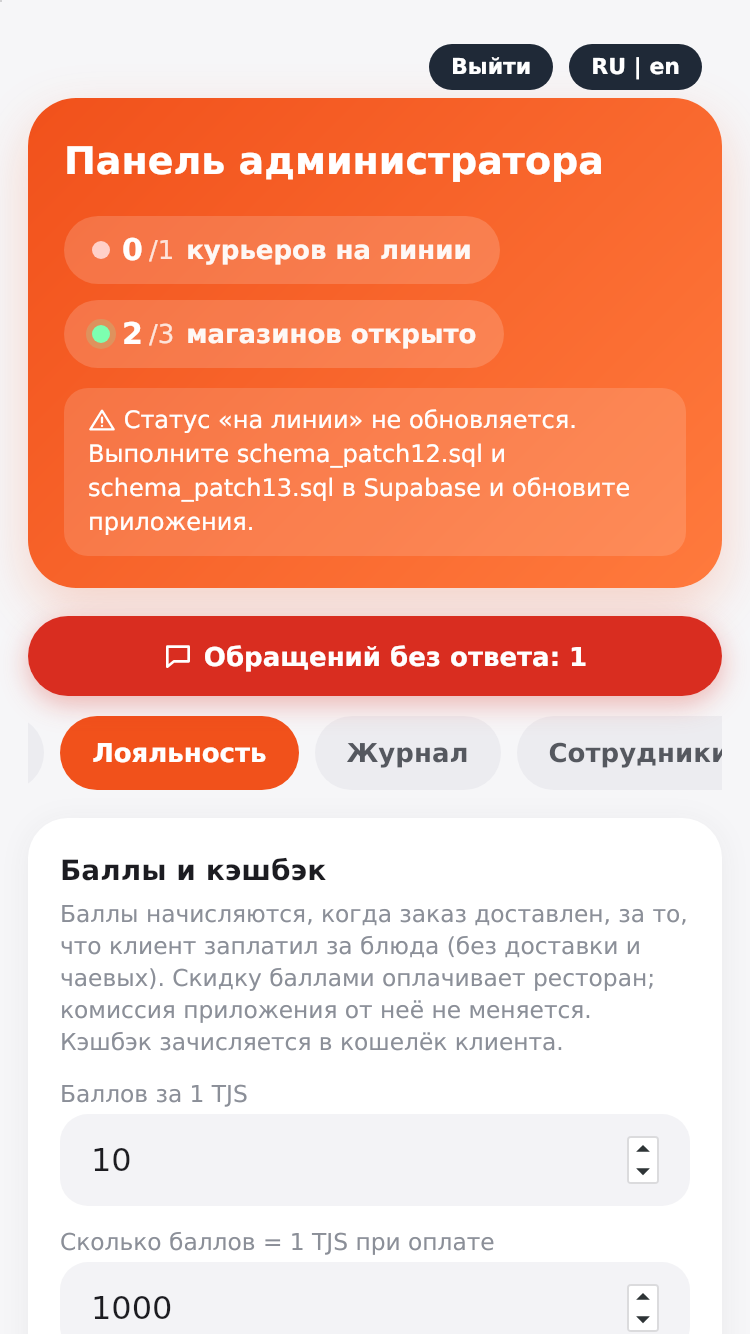 Выйти
RU | en
Панель администратора
0 /1 курьеров на линии
2 /3 магазинов открыто
Статус «на линии» не обновляется.
Выполните schema_patch12.sql и
schema_patch13.sql в Supabase и обновите
приложения.
Обращений без ответа: 1
Лояльность
Журнал
Сотрудники
Баллы и кэшбэк
Баллы начисляются, когда заказ доставлен, за то,
что клиент заплатил за блюда (без доставки и
чаевых). Скидку баллами оплачивает ресторан;
комиссия приложения от неё не меняется.
Кэшбэк зачисляется в кошелёк клиента.
Баллов за 1 TJS
10
Сколько баллов = 1 TJS при оплате
1000